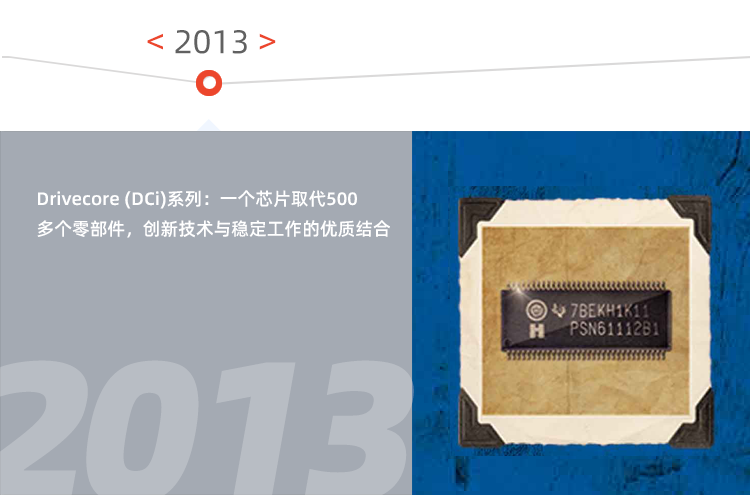 < 2013 >
Drivecore (DCi)系列：一个芯片取代500
多个零部件，创新技术与稳定工作的优质结合
2013
7BEKH1K11
H PSN61112B1